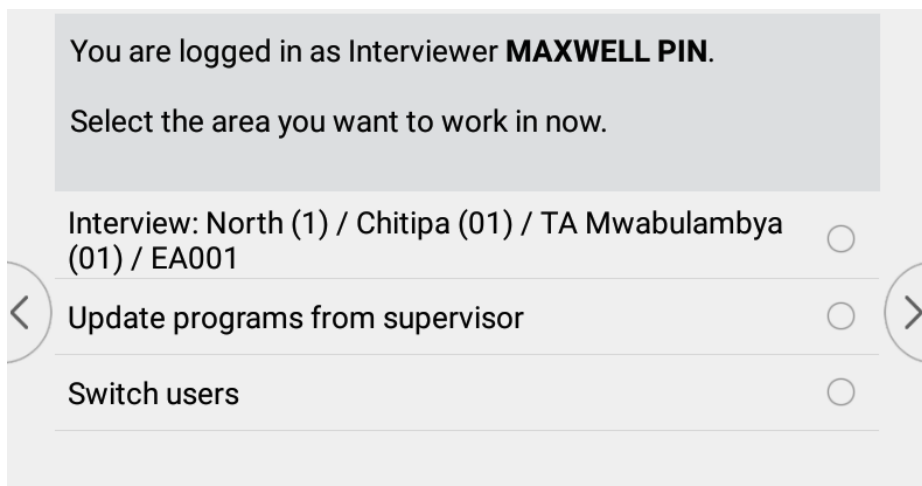 You are logged in as Interviewer MAXWELL PIN.
Select the area you want to work in now.
Interview: North (1) / Chitipa (01) / TA Mwabulambya
(01) / EA001
Update programs from supervisor
Switch users